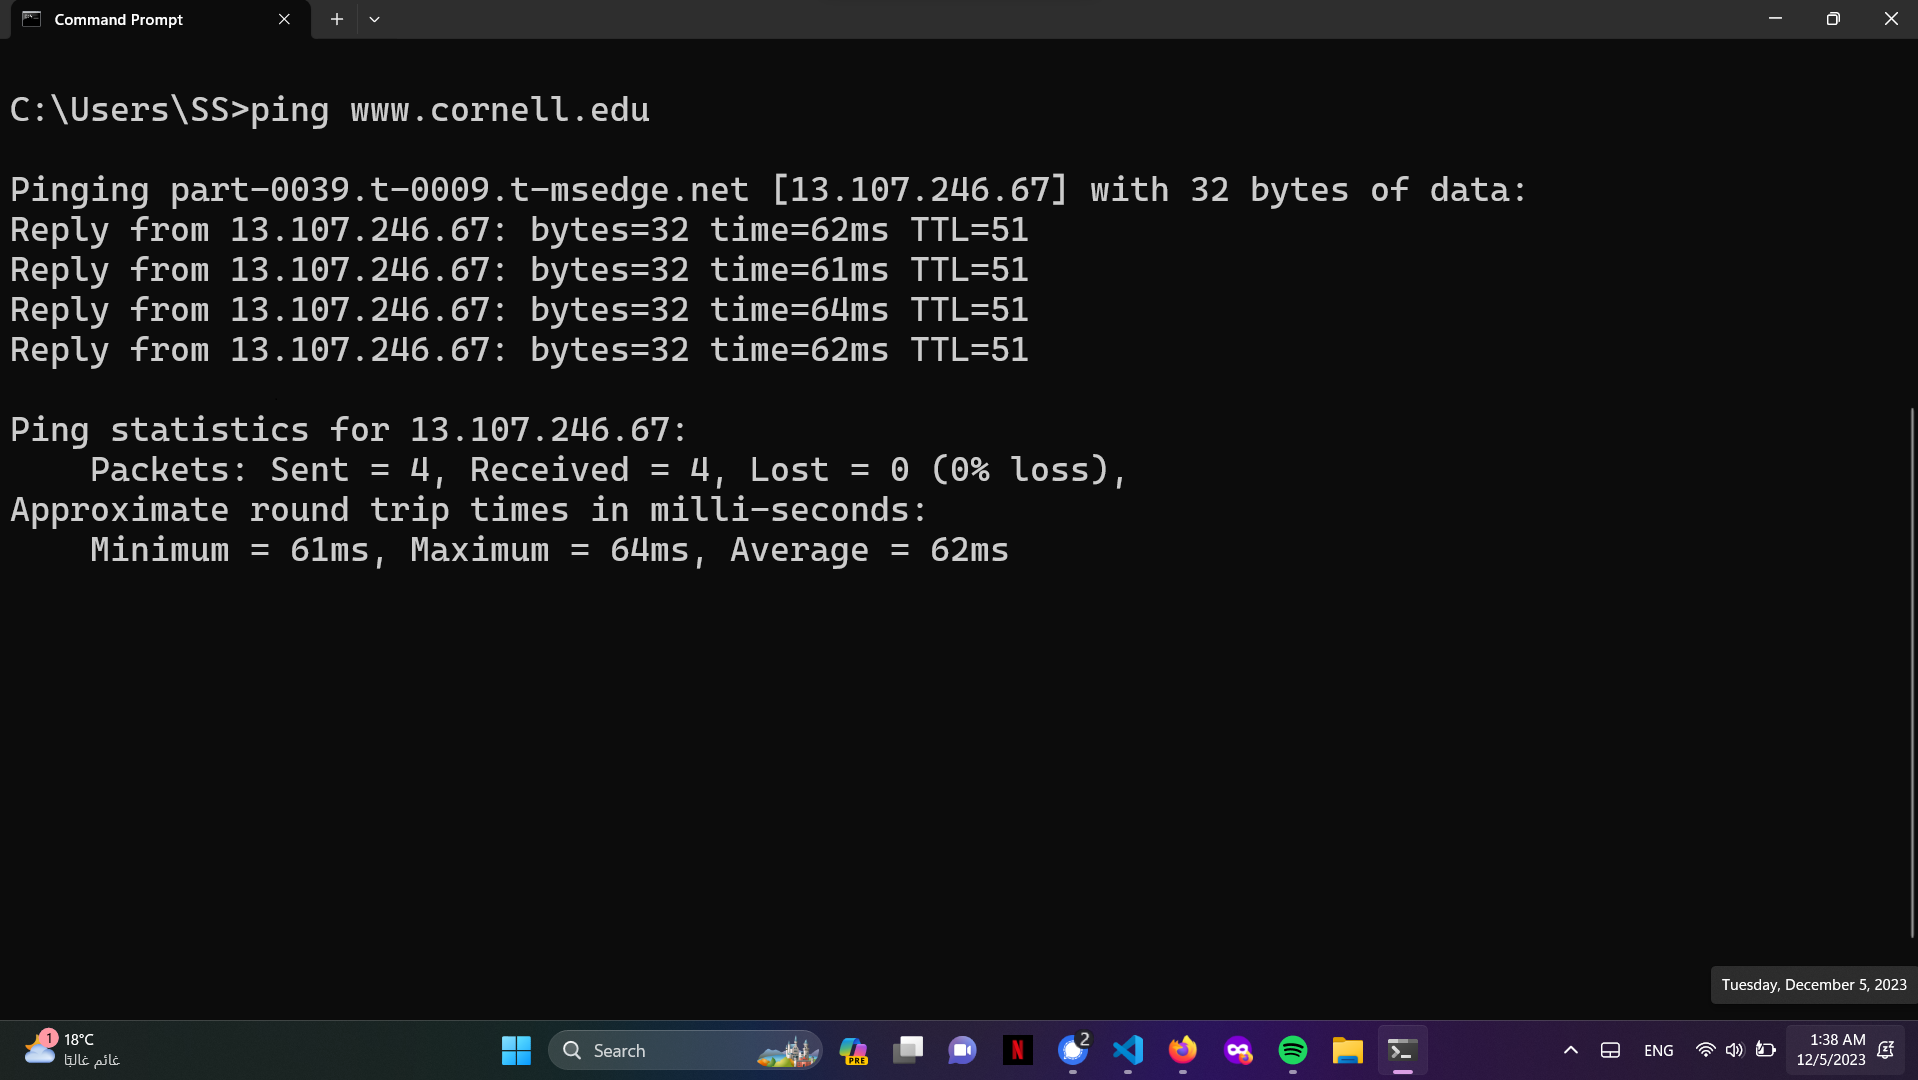 Command Prompt
C:\Users\SS>ping www.cornell.edu
Pinging part-0039.t-0009.t-msedge.net [13.107.246.67] with 32 bytes of data:
Reply from 13.107.246.67: bytes=32 time=62ms TTL=51
Reply from 13.107.246.67: bytes=32 time=61ms TTL=51
Reply from 13.107.246.67: bytes=32 time=64ms TTL=51
Reply from 13.107.246.67: bytes=32 time=62ms TTL=51
Ping statistics for 13.107.246.67:
Packets: Sent = 4, Received = 4, Lost = 0 (0% loss),
Approximate round trip times in milli-seconds:
Minimum = 61ms, Maximum = 64ms, Average = 62ms
Tuesday, December 5, 2023
1
18°C
غائم غالبًا
Search
PRE
N
2
ENG
1:38 AM
12/5/2023